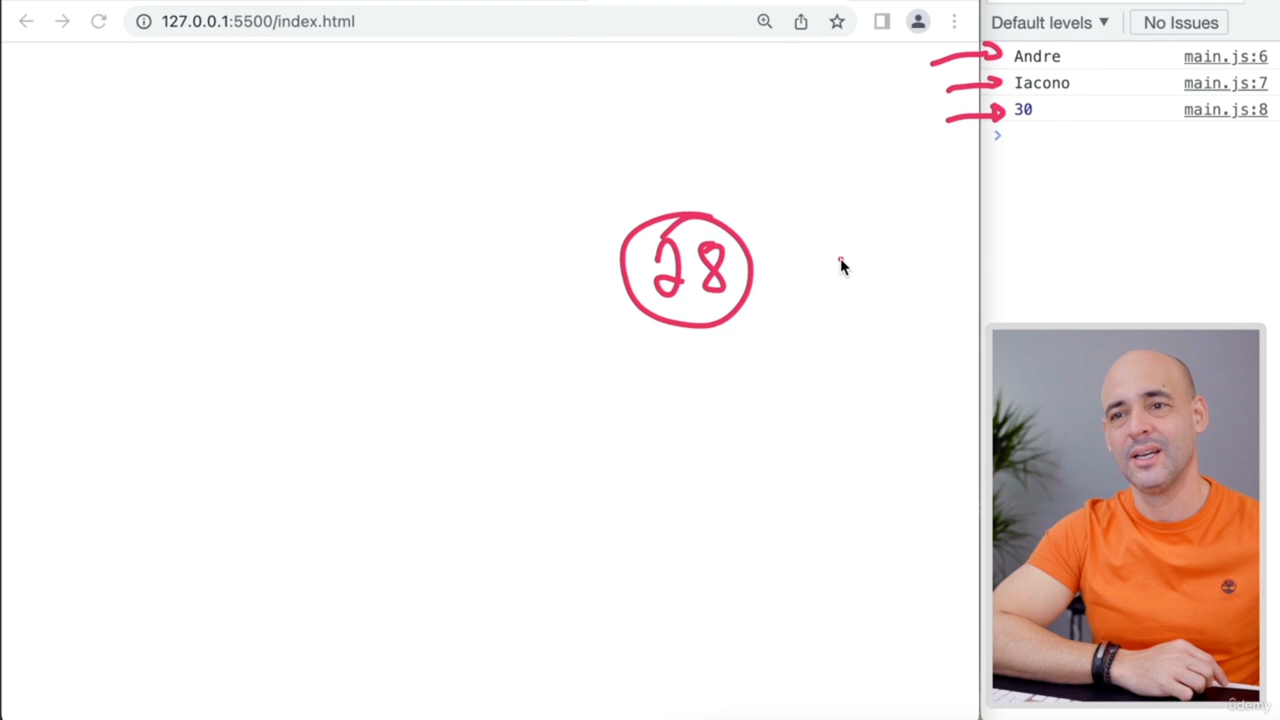 127.0.0.1:5500/index.html
Default levels ▼ No Issues
Andre main.js:6
Iacono main.js:7
30 main.js:8
28
ûdemy